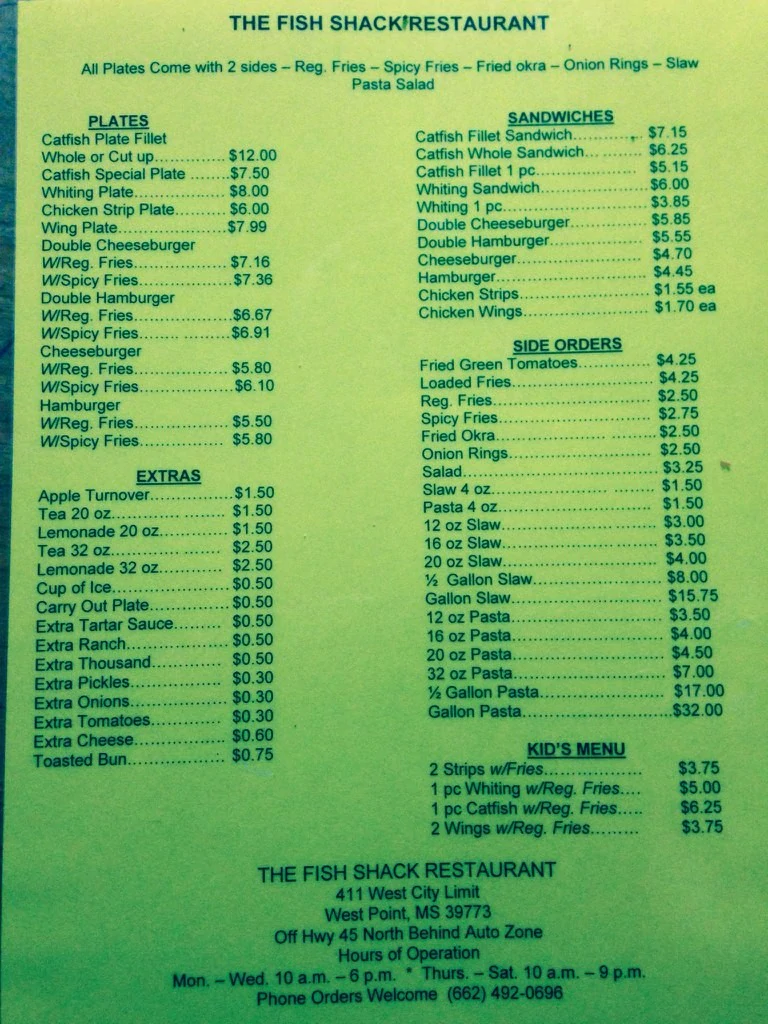 THE FISH SHACK RESTAURANT
All Plates Come with 2 sides – Reg. Fries – Spicy Fries – Fried okra – Onion Rings – Slaw
Pasta Salad
PLATES
Catfish Plate Fillet
Whole or Cut up.............. $12.00
Catfish Special Plate ........$7.50
Whiting Plate................... $8.00
Chicken Strip Plate.......... $6.00
Wing Plate......................$7.99
Double Cheeseburger
W/Reg. Fries................... $7.16
W/Spicy Fries................... $7.36
Double Hamburger
W/Reg. Fries....................$6.67
W/Spicy Fries.... ........ .....$6.91
Cheeseburger
W/Reg. Fries................... $5.80
W/Spicy Fries...................$6.10
Hamburger
W/Reg. Fries................... $5.50
W/Spicy Fries................. $5.80
EXTRAS
Apple Turnover.................$1.50
Tea 20 oz.............. ........ $1.50
Lemonade 20 oz............... $1.50
Tea 32 oz.............. ........ $2.50
Lemonade 32 oz............... $2.50
Cup of Ice........................ $0.50
Carry Out Plate................ $0.50
Extra Tartar Sauce.......... $0.50
Extra Ranch.................... $0.50
Extra Thousand.............. $0.50
Extra Pickles................... $0.30
Extra Onions................... $0.30
Extra Tomatoes............... $0.30
Extra Cheese.................. $0.60
Toasted Bun................... $0.75
SANDWICHES
Catfish Fillet Sandwich............. $7.15
Catfish Whole Sandwich... ........ $6.25
Catfish Fillet 1 pc..................... $5.15
Whiting Sandwich..................... $6.00
Whiting 1 pc............................ $3.85
Double Cheeseburger............... $5.85
Double Hamburger................... $5.55
Cheeseburger......................... $4.70
Hamburger.............................. $4.45
Chicken Strips......................... $1.55 ea
Chicken Wings........................ $1.70 ea
SIDE ORDERS
Fried Green Tomatoes............. $4.25
Loaded Fries.......................... $4.25
Reg. Fries.............................. $2.50
Spicy Fries............................. $2.75
Fried Okra.................... ........ $2.50
Onion Rings........................... $2.50
Salad.....................................$3.25
Slaw 4 oz.................... ........ $1.50
Pasta 4 oz.............................. $1.50
12 oz Slaw............................. $3.00
16 oz Slaw............................. $3.50
20 oz Slaw............................. $4.00
½ Gallon Slaw........................ $8.00
Gallon Slaw........................... $15.75
12 oz Pasta............................ $3.50
16 oz Pasta............................ $4.00
20 oz Pasta............................ $4.50
32 oz Pasta............................ $7.00
½ Gallon Pasta....................... $17.00
Gallon Pasta...........................$32.00
KID'S MENU
2 Strips w/Fries.................. $3.75
1 pc Whiting w/Reg. Fries.... $5.00
1 pc Catfish w/Reg. Fries..... $6.25
2 Wings w/Reg. Fries......... $3.75
THE FISH SHACK RESTAURANT
411 West City Limit
West Point, MS 39773
Off Hwy 45 North Behind Auto Zone
Hours of Operation
Mon. – Wed. 10 a.m. – 6 p.m. * Thurs. – Sat. 10 a.m. – 9 p.m.
Phone Orders Welcome (662) 492-0696